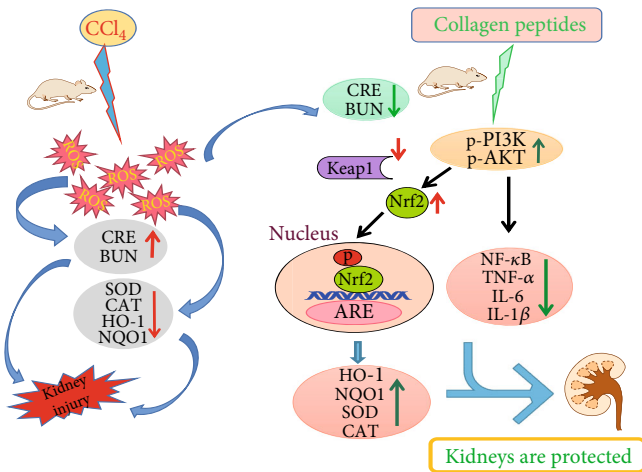 CCl4
Collagen peptides
ROS
ROS
ROS
ROS
ROS
CRE
BUN
CRE
BUN
SOD
CAT
HO-1
NQO1
Kidney
injury
p-PI3K
p-AKT
Keap1
Nrf2
Nucleus
p
Nrf2
ARE
NF-κB
TNF-α
IL-6
IL-1β
HO-1
NQO1
SOD
CAT
Kidneys are protected